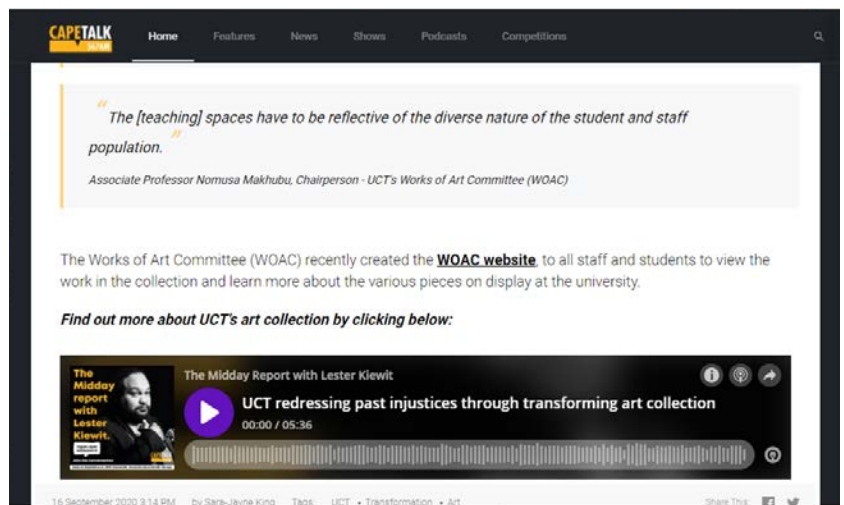 CAPETALK
567AM
Home Features News Shows Podcasts Competitions
“ The [teaching] spaces have to be reflective of the diverse nature of the student and staff
population. ”
Associate Professor Nomusa Makhubu, Chairperson - UCT's Works of Art Committee (WOAC)
The Works of Art Committee (WOAC) recently created the WOAC website, to all staff and students to view the
work in the collection and learn more about the various pieces on display at the university.
Find out more about UCT's art collection by clicking below:
The
Midday
report
with
Lester
Kiewit.
The Midday Report with Lester Kiewit
UCT redressing past injustices through transforming art collection
00:00 / 05:36
16 September 2020 3:14 PM by Sara-Jayne King Tags: UCT • Transformation • Art Share This: